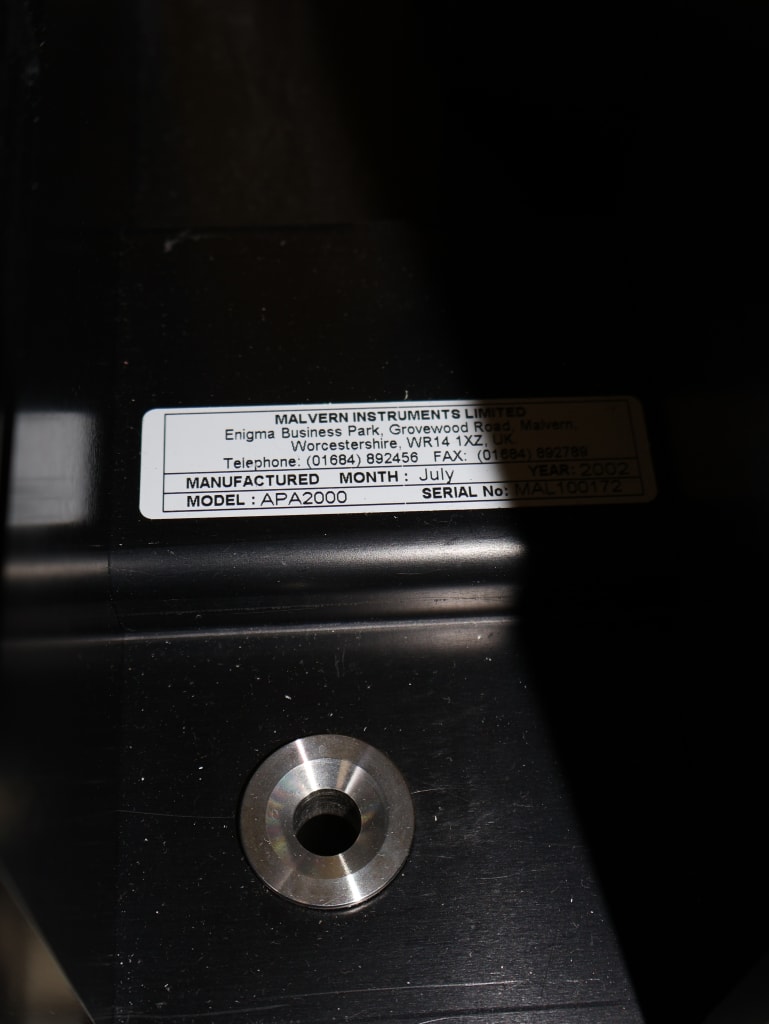 MALVERN INSTRUMENTS LIMITED
Enigma Business Park, Grovewood Road, Malvern,
Worcestershire, WR14 1XZ, UK.
Telephone: (01684) 892456 FAX: (01684) 892789
MANUFACTURED MONTH : July YEAR : 2002
MODEL : APA2000 SERIAL No: MAL100172